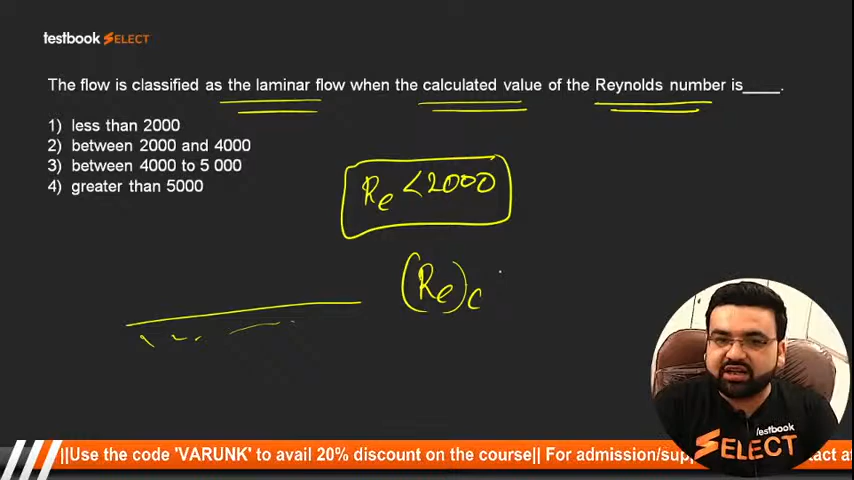 testbook SELECT
The flow is classified as the laminar flow when the calculated value of the Reynolds number is____.
1) less than 2000
2) between 2000 and 4000
3) between 4000 to 5 000
4) greater than 5000
Re < 2000
(Re)c
testbook
SELECT
||Use the code 'VARUNK' to avail 20% discount on the course|| For admission/sup
tact a